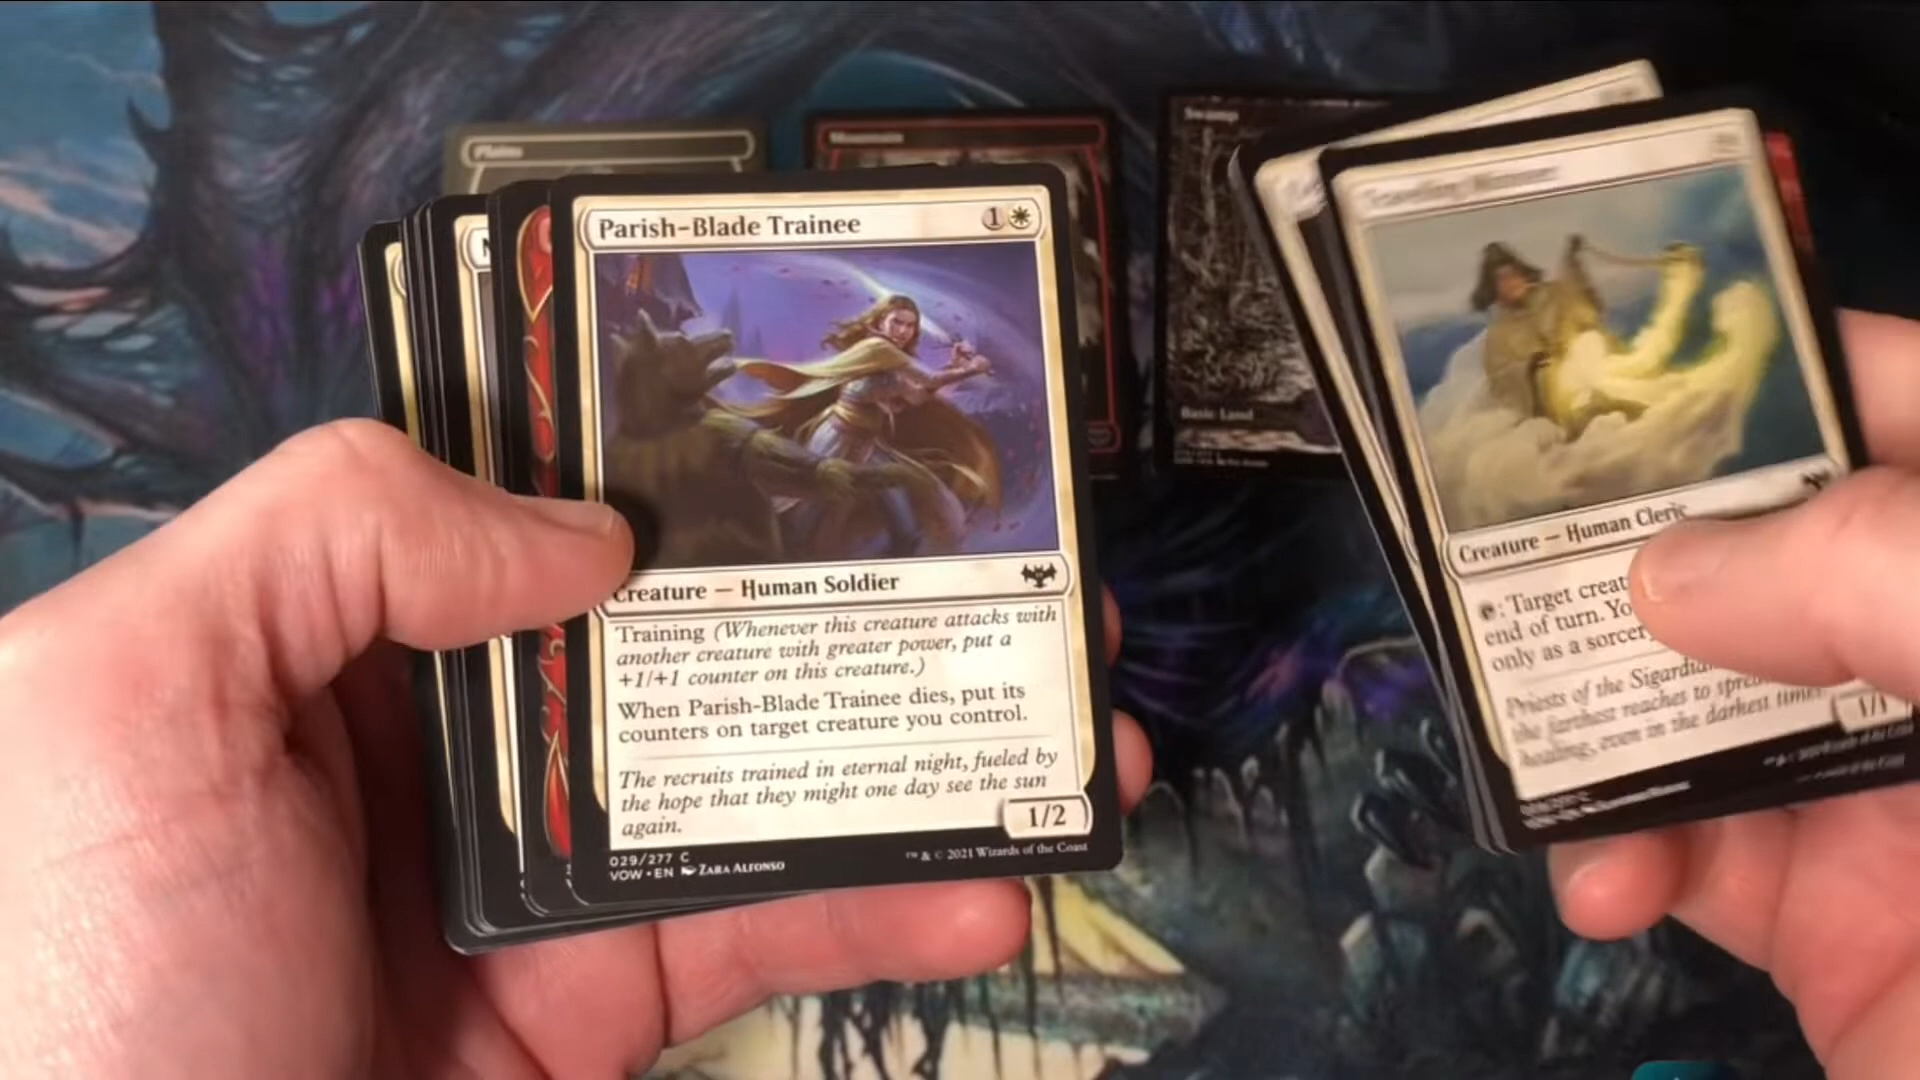 Plains
Mountain
Swamp
Basic Land
Parish-Blade Trainee
1
Creature — Human Soldier
Training (Whenever this creature attacks with
another creature with greater power, put a
+1/+1 counter on this creature.)
When Parish-Blade Trainee dies, put its
counters on target creature you control.
The recruits trained in eternal night, fueled by
the hope that they might one day see the sun
again.
1/2
029/277 C
VOW • EN ZARA ALFONSO
™ & © 2021 Wizards of the Coast
N
Creature — Human Cleric
: Target creat
end of turn. Yo
only as a sorcery
Priests of the Sigardia
the farthest reaches to spre
healing, even in the darkest times
1/1